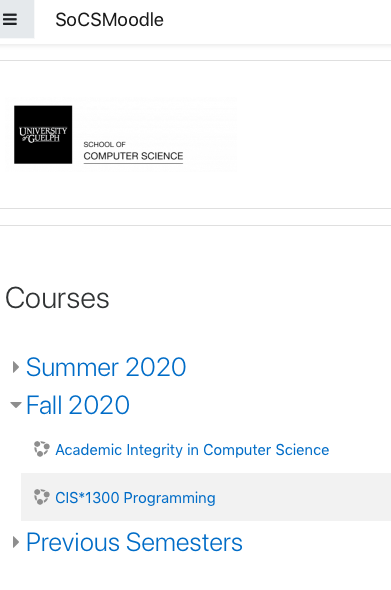 SoCSMoodle
UNIVERSITY
of GUELPH
SCHOOL OF
COMPUTER SCIENCE
Courses
Summer 2020
Fall 2020
Academic Integrity in Computer Science
CIS*1300 Programming
Previous Semesters